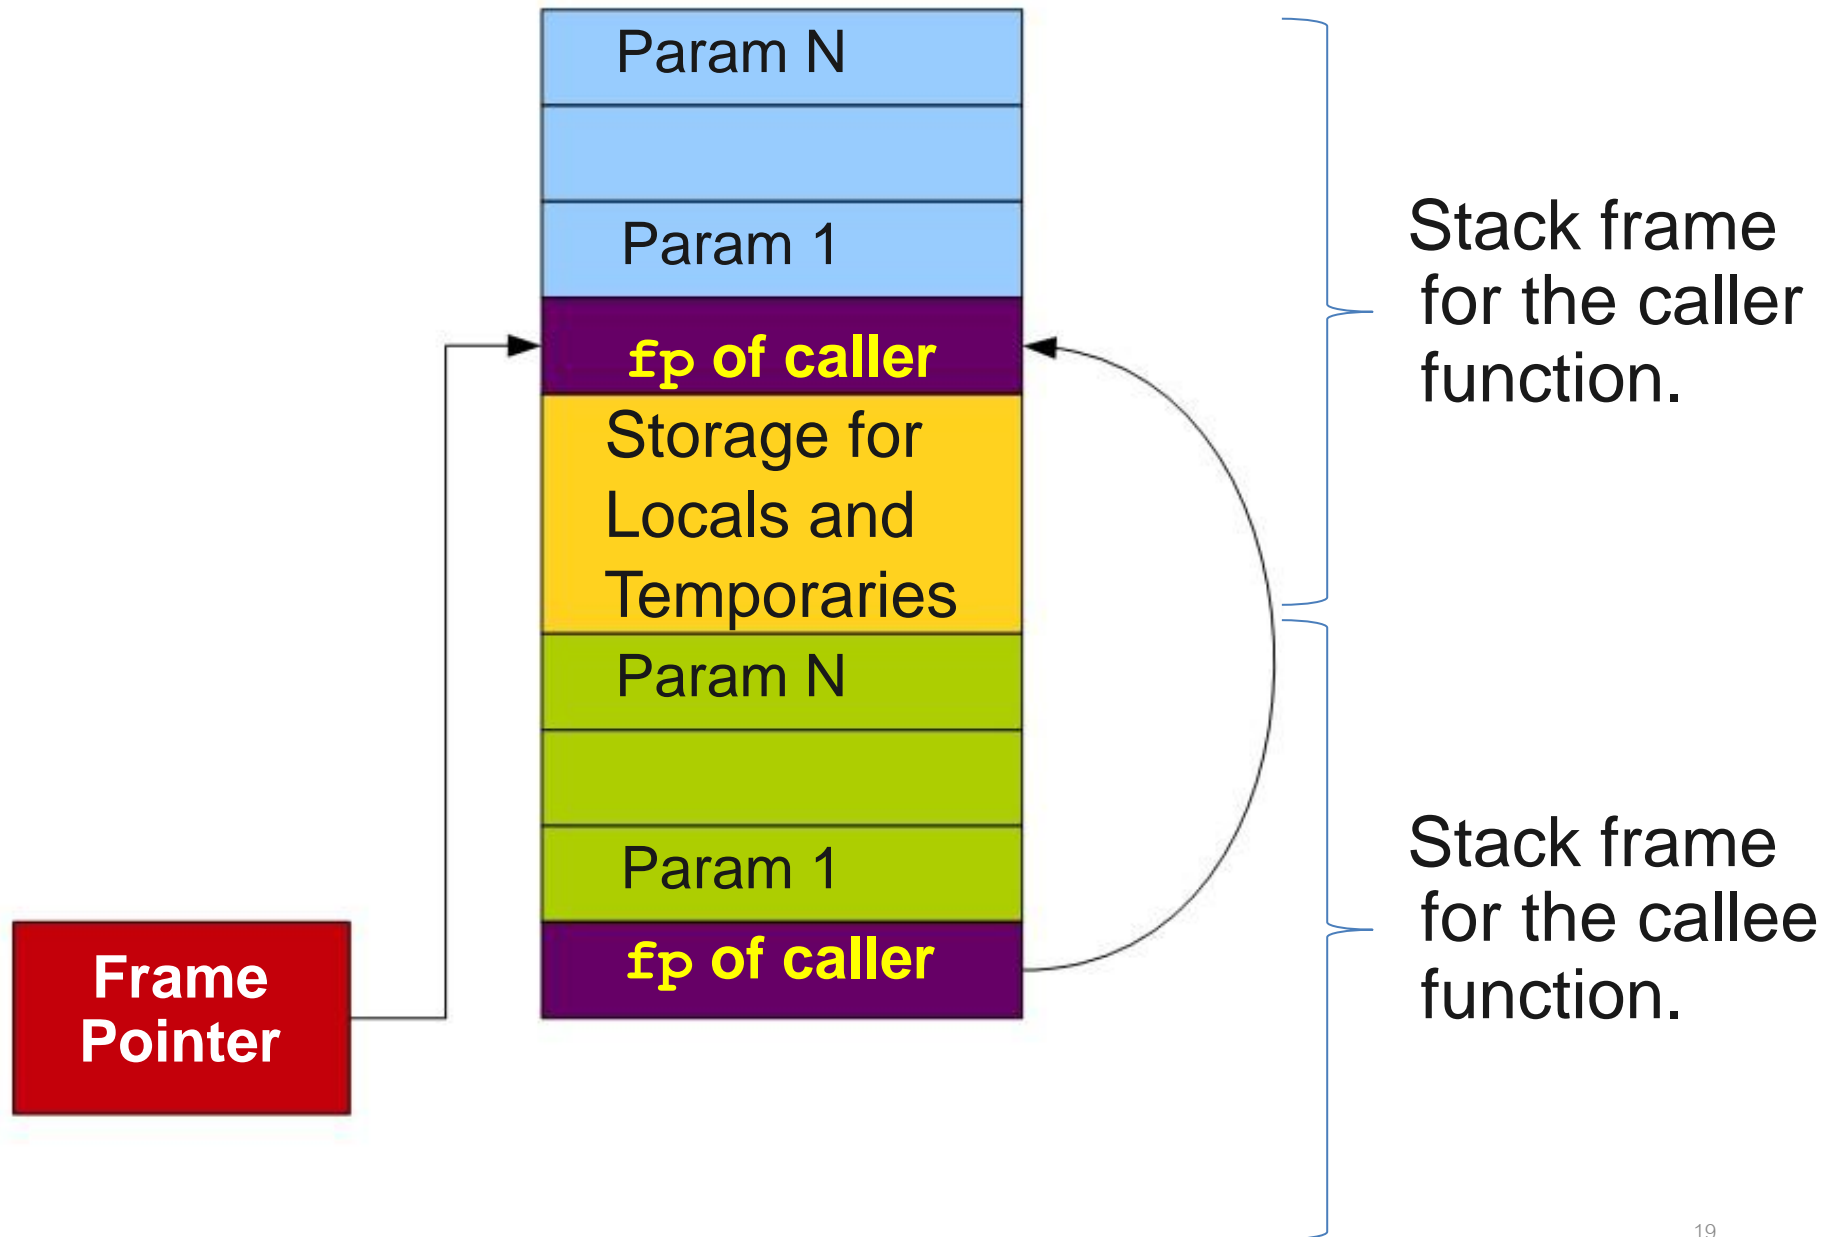 Param N
Param 1
fp of caller
Storage for
Locals and
Temporaries
Param N
Param 1
fp of caller
Frame
Pointer
Stack frame
for the caller
function.
Stack frame
for the callee
function.
19